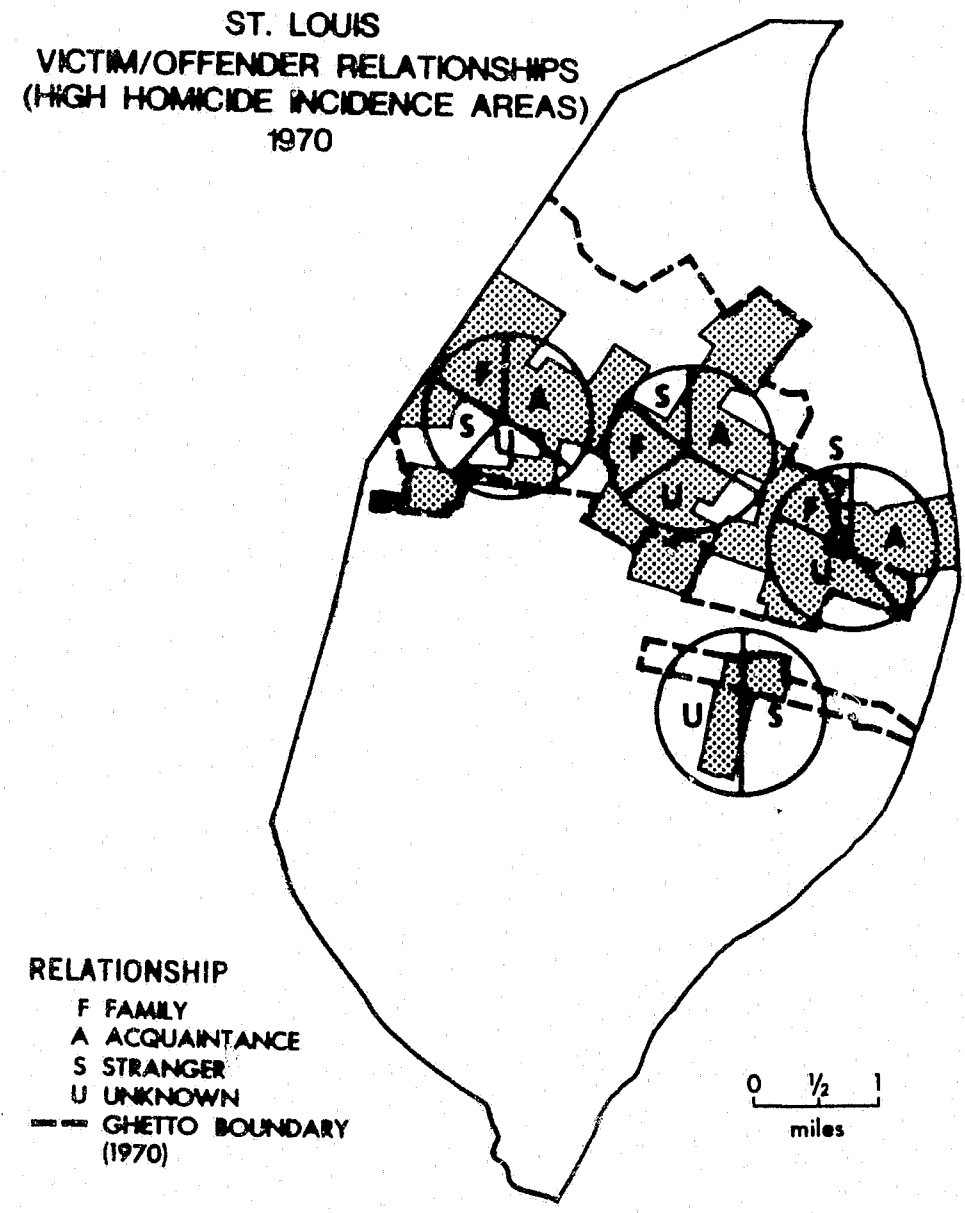 ST. LOUIS
VICTIM/OFFENDER RELATIONSHIPS
(HIGH HOMICIDE INCIDENCE AREAS)
1970
F
A
S
U
S
A
F
U
S
F
A
U
U
S
RELATIONSHIP
F FAMILY
A ACQUAINTANCE
S STRANGER
U UNKNOWN
GHETTO BOUNDARY
(1970)
0 ½ 1
miles